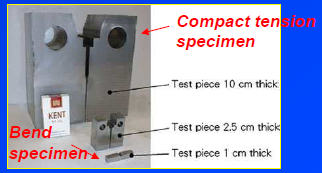 Compact tension
specimen
Test piece 10 cm thick
KENT
Test piece 2.5 cm thick
Bend
specimen
Test piece 1 cm thick